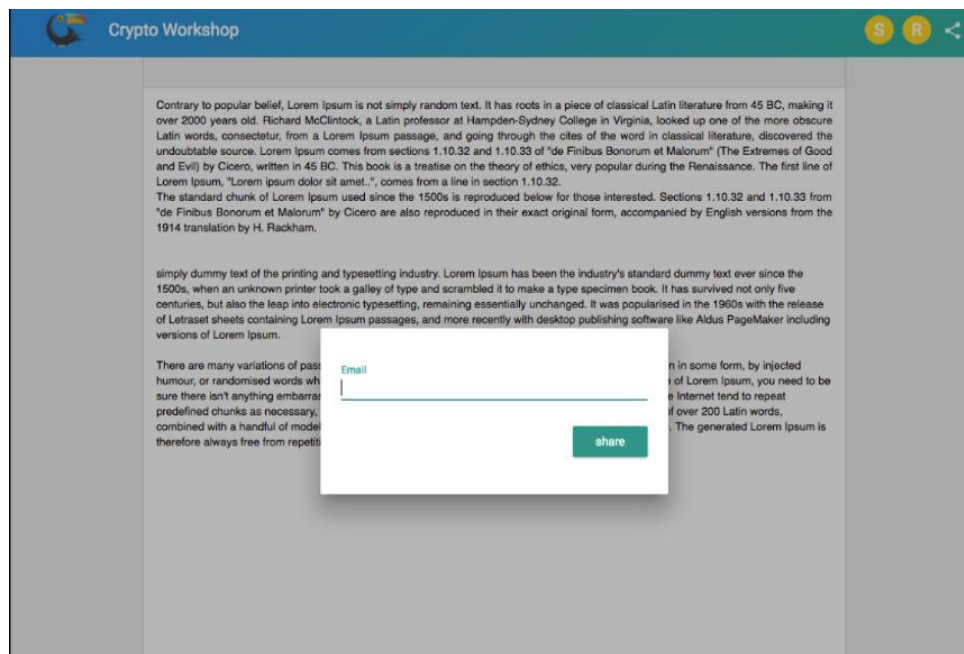 Crypto Workshop
S R
Contrary to popular belief, Lorem Ipsum is not simply random text. It has roots in a piece of classical Latin literature from 45 BC, making it
over 2000 years old. Richard McClintock, a Latin professor at Hampden-Sydney College in Virginia, looked up one of the more obscure
Latin words, consectetur, from a Lorem Ipsum passage, and going through the cites of the word in classical literature, discovered the
undoubtable source. Lorem Ipsum comes from sections 1.10.32 and 1.10.33 of "de Finibus Bonorum et Malorum" (The Extremes of Good
and Evil) by Cicero, written in 45 BC. This book is a treatise on the theory of ethics, very popular during the Renaissance. The first line of
Lorem Ipsum, "Lorem ipsum dolor sit amet..", comes from a line in section 1.10.32.
The standard chunk of Lorem Ipsum used since the 1500s is reproduced below for those interested. Sections 1.10.32 and 1.10.33 from
"de Finibus Bonorum et Malorum" by Cicero are also reproduced in their exact original form, accompanied by English versions from the
1914 translation by H. Rackham.
simply dummy text of the printing and typesetting industry. Lorem Ipsum has been the industry's standard dummy text ever since the
1500s, when an unknown printer took a galley of type and scrambled it to make a type specimen book. It has survived not only five
centuries, but also the leap into electronic typesetting, remaining essentially unchanged. It was popularised in the 1960s with the release
of Letraset sheets containing Lorem Ipsum passages, and more recently with desktop publishing software like Aldus PageMaker including
versions of Lorem Ipsum.
There are many variations of pass n in some form, by injected
humour, or randomised words wh of Lorem Ipsum, you need to be
sure there isn't anything embarras e Internet tend to repeat
predefined chunks as necessary, f over 200 Latin words,
combined with a handful of model . The generated Lorem Ipsum is
therefore always free from repetiti
Email
share